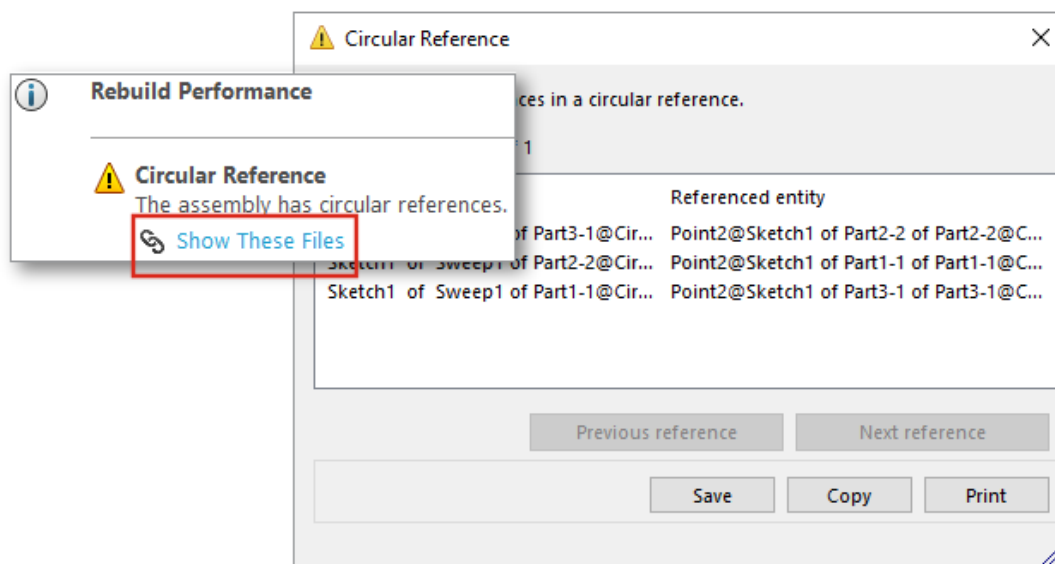 Circular Reference
Rebuild Performance
ces in a circular reference.
1
Circular Reference
The assembly has circular references.
Show These Files
Referenced entity
of Part3-1@Cir... Point2@Sketch1 of Part2-2 of Part2-2@C...
Sketch1 of Sweep1 of Part2-2@Cir... Point2@Sketch1 of Part1-1 of Part1-1@C...
Sketch1 of Sweep1 of Part1-1@Cir... Point2@Sketch1 of Part3-1 of Part3-1@C...
Previous reference Next reference
Save Copy Print